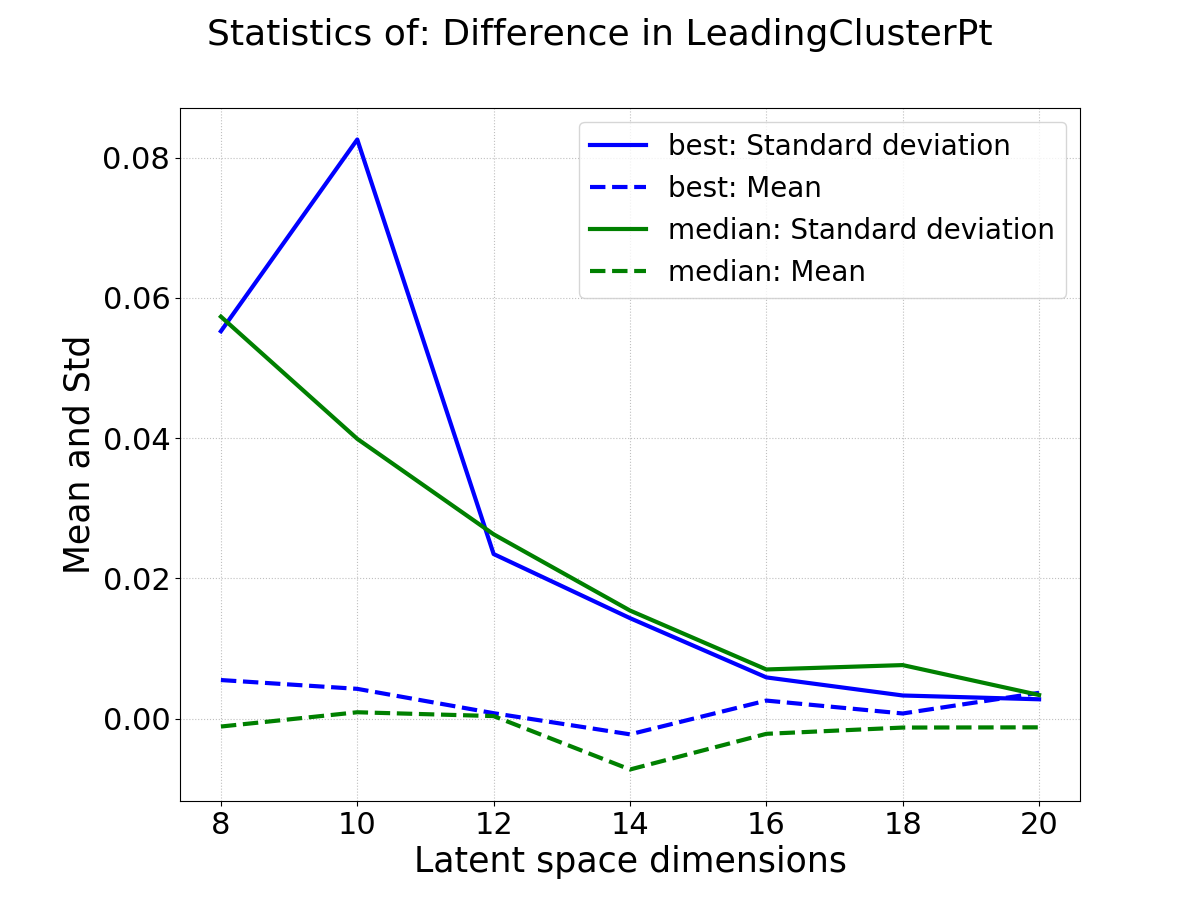 Statistics of: Difference in LeadingClusterPt
best: Standard deviation
best: Mean
median: Standard deviation
median: Mean
Mean and Std
0.08
0.06
0.04
0.02
0.00
8 10 12 14 16 18 20
Latent space dimensions